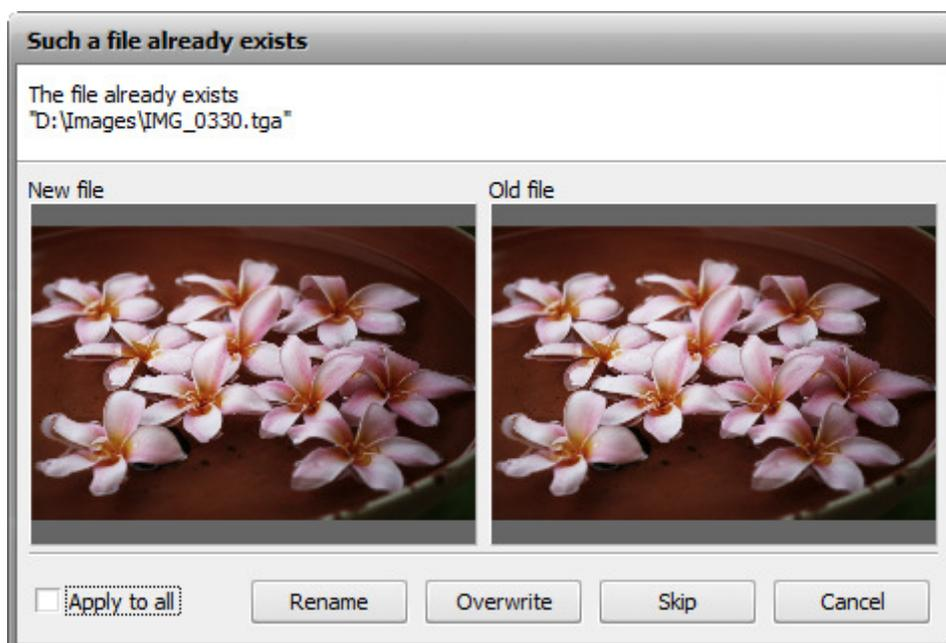 Such a file already exists
The file already exists
"D:\Images\IMG_0330.tga"
New file
Old file
Apply to all
Rename
Overwrite
Skip
Cancel